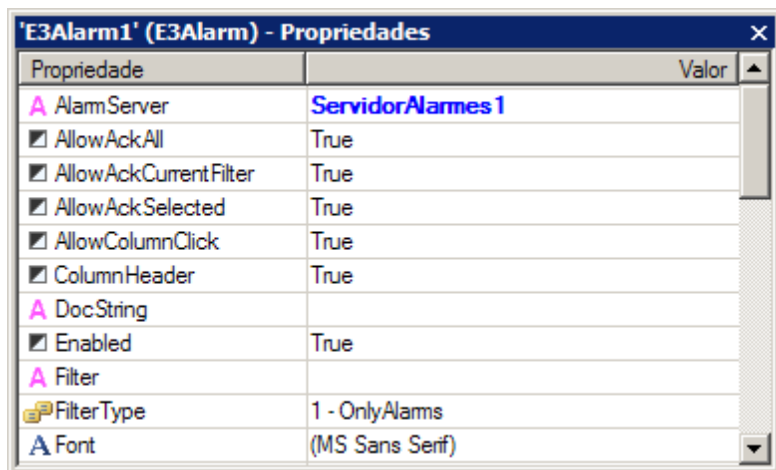 'E3Alarm1' (E3Alarm) - Propriedades
Propriedade Valor
AlarmServer ServidorAlarmes1
AllowAckAll True
AllowAckCurrentFilter True
AllowAckSelected True
AllowColumnClick True
ColumnHeader True
DocString
Enabled True
Filter
FilterType 1 - OnlyAlarms
Font (MS Sans Serif)